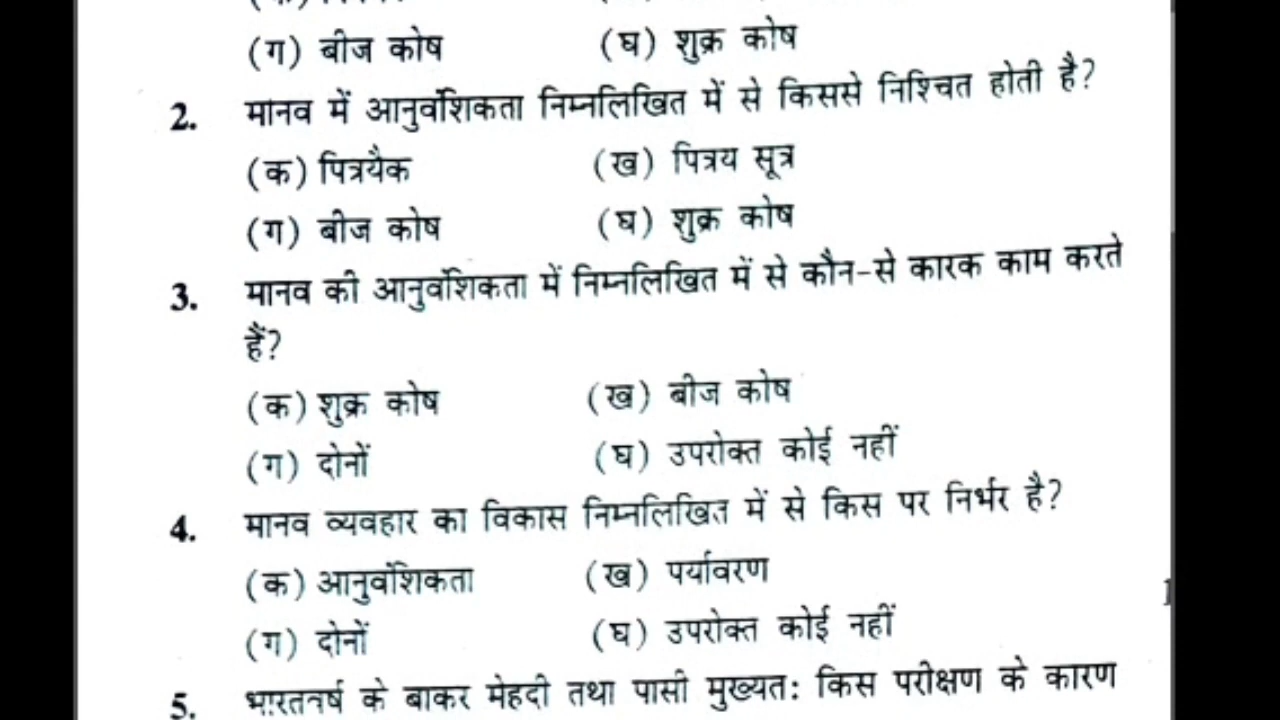 (ग) बीज कोष (घ) शुक्र कोष
2. मानव में आनुवंशिकता निम्नलिखित में से किससे निश्चित होती है?
(क) पित्रयैक (ख) पित्रय सूत्र
(ग) बीज कोष (घ) शुक्र कोष
3. मानव की आनुवंशिकता में निम्नलिखित में से कौन-से कारक काम करते
हैं?
(क) शुक्र कोष (ख) बीज कोष
(ग) दोनों (घ) उपरोक्त कोई नहीं
4. मानव व्यवहार का विकास निम्नलिखित में से किस पर निर्भर है?
(क) आनुवंशिकता (ख) पर्यावरण
(ग) दोनों (घ) उपरोक्त कोई नहीं
5. भारतवर्ष के बाकर मेहदी तथा पासी मुख्यतः किस परीक्षण के कारण